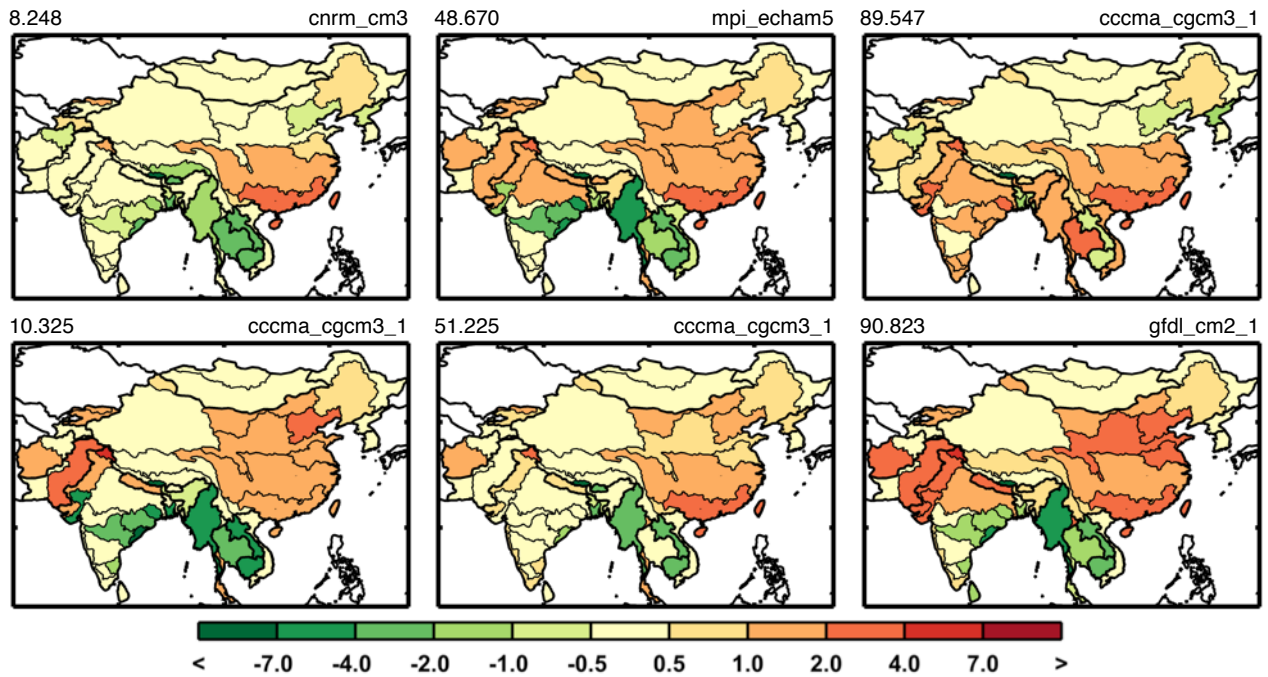 8.248 cnrm_cm3 48.670 mpi_echam5 89.547 cccma_cgcm3_1
10.325 cccma_cgcm3_1 51.225 cccma_cgcm3_1 90.823 gfdl_cm2_1
< -7.0 -4.0 -2.0 -1.0 -0.5 0.5 1.0 2.0 4.0 7.0 >